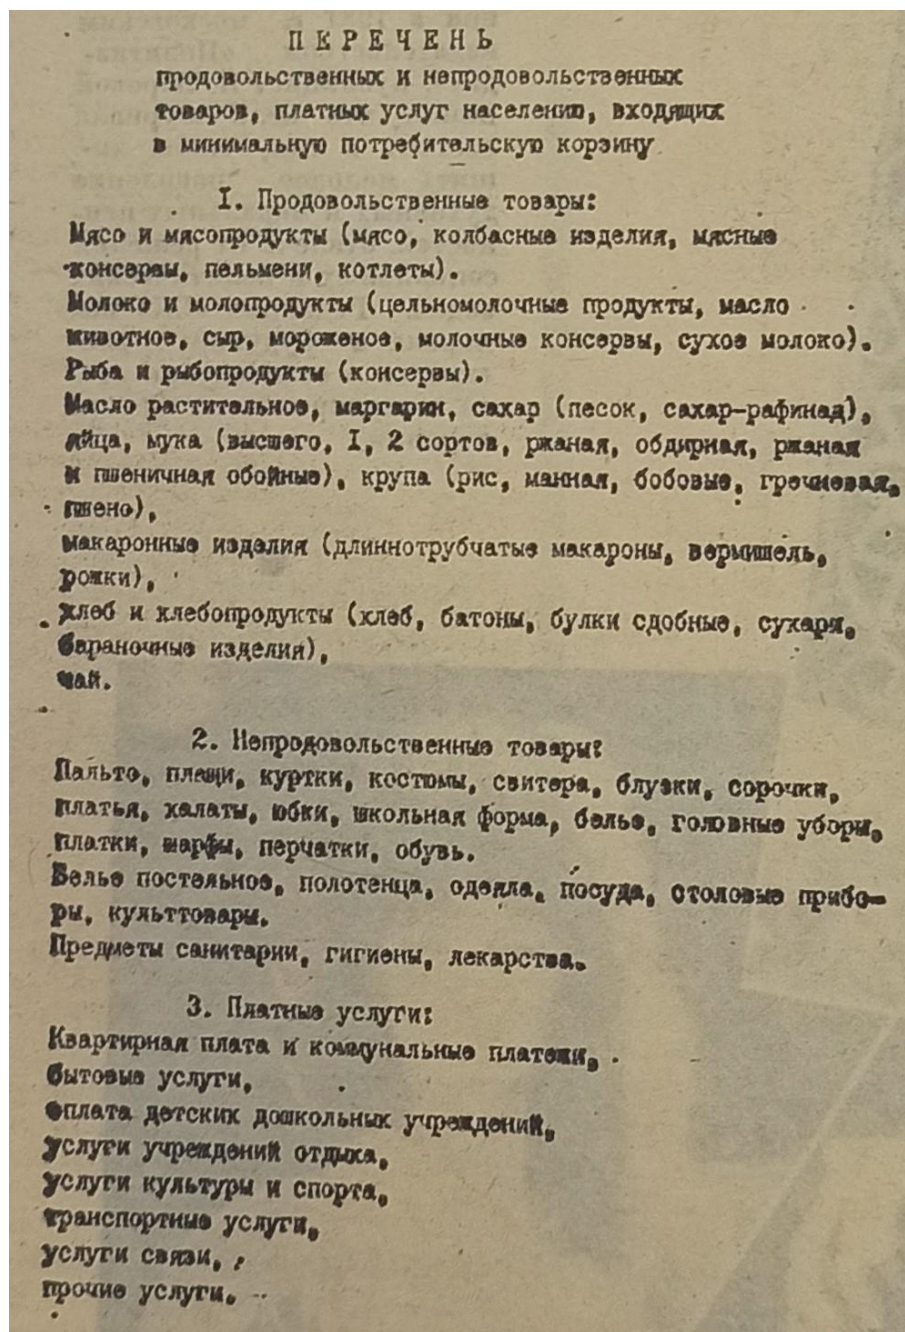 ПЕРЕЧЕНЬ
продовольственных и непродовольственных
товаров, платных услуг населению, входящих
в минимальную потребительскую корзину
1. Продовольственные товары:
Мясо и мясопродукты (мясо, колбасные изделия, мясные
консервы, пельмени, котлеты).
Молоко и молопродукты (цельномолочные продукты, масло
животное, сыр, мороженое, молочные консервы, сухое молоко).
Рыба и рыбопродукты (консервы).
Масло растительное, маргарин, сахар (песок, сахар-рафинад),
яйца, мука (высшего, 1, 2 сортов, ржаная, обдирная, ржаная
и пшеничная обойные), крупа (рис, манная, бобовые, гречневая,
пшено),
макаронные изделия (длиннотрубчатые макароны, вермишель,
рожки),
хлеб и хлебопродукты (хлеб, батоны, булки сдобные, сухари,
бараночные изделия),
чай.
2. Непродовольственные товары:
Пальто, плащи, куртки, костюмы, свитера, блузки, сорочки,
платья, халаты, юбки, школьная форма, белье, головные уборы,
платки, шарфы, перчатки, обувь.
Белье постельное, полотенца, одеяла, посуда, столовые прибо-
ры, культтовары.
Предметы санитарии, гигиены, лекарства.
3. Платные услуги:
Квартирная плата и коммунальные платежи,
бытовые услуги,
оплата детских дошкольных учреждений,
услуги учреждений отдыха,
услуги культуры и спорта,
транспортные услуги,
услуги связи,
прочие услуги.